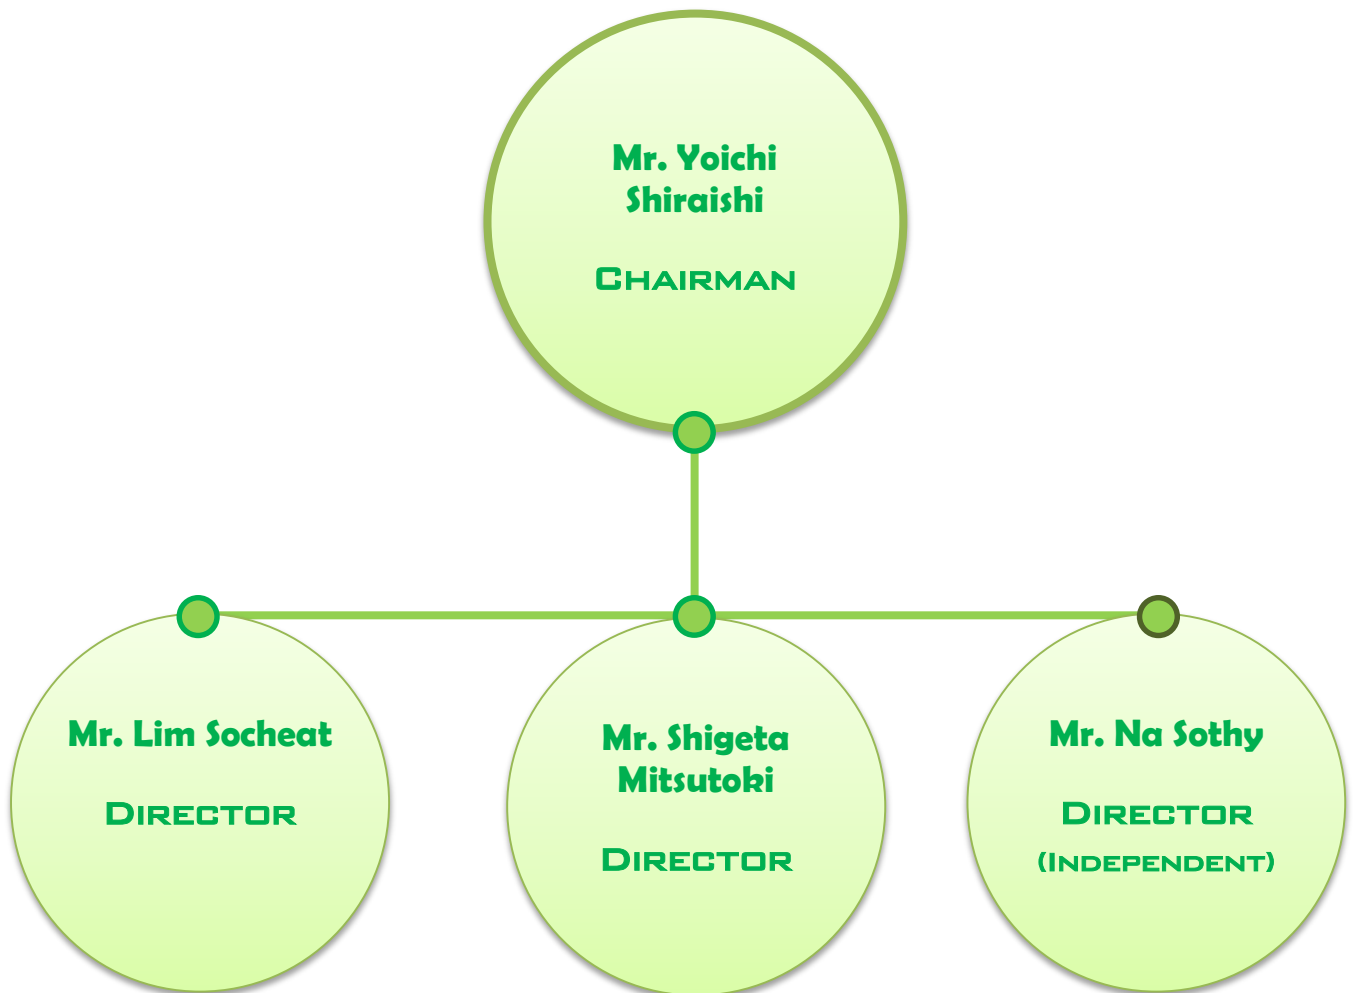 Mr. Yoichi
Shiraishi
CHAIRMAN
Mr. Lim Socheat
DIRECTOR
Mr. Shigeta
Mitsutoki
DIRECTOR
Mr. Na Sothy
DIRECTOR
(INDEPENDENT)